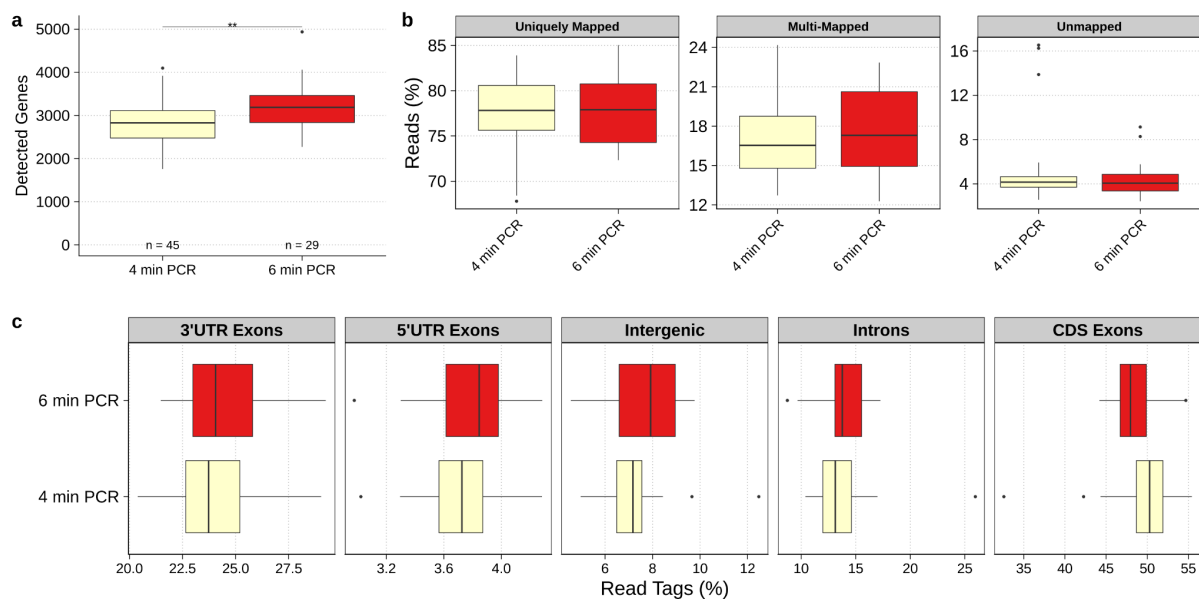 a
Detected Genes
5000
4000
3000
2000
1000
0
**
n = 45
n = 29
4 min PCR
6 min PCR
b
Reads (%)
Uniquely Mapped
85
80
75
70
4 min PCR
6 min PCR
Multi-Mapped
24
21
18
15
12
4 min PCR
6 min PCR
Unmapped
16
12
8
4
4 min PCR
6 min PCR
c
3'UTR Exons
5'UTR Exons
Intergenic
Introns
CDS Exons
6 min PCR
4 min PCR
20.0 22.5 25.0 27.5
3.2 3.6 4.0
6 8 10 12
10 15 20 25
35 40 45 50 55
Read Tags (%)